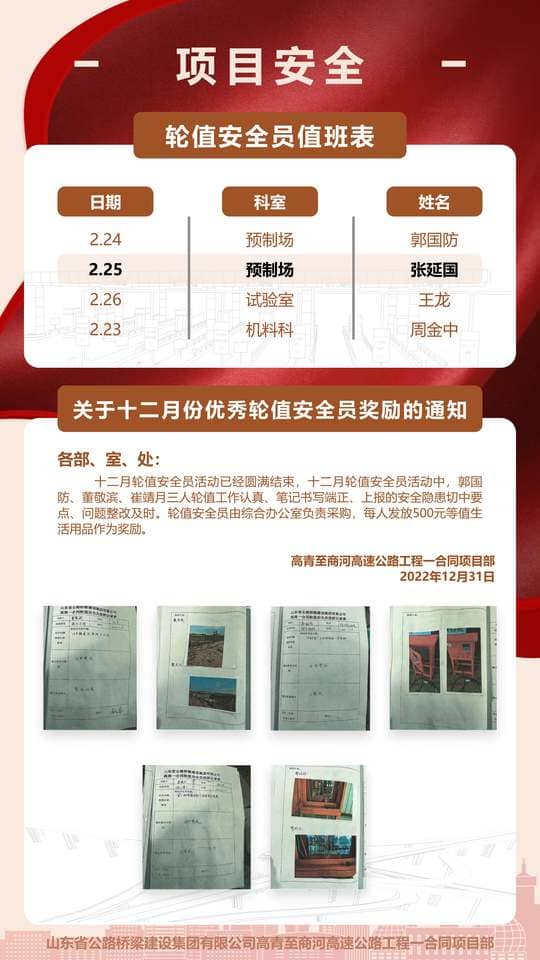 项目安全
轮值安全员值班表
日期 科室 姓名
2.24 预制场 郭国防
2.25 预制场 张延国
2.26 试验室 王龙
2.23 机料科 周金中
关于十二月份优秀轮值安全员奖励的通知
各部、室、处：
十二月轮值安全员活动已经圆满结束，十二月轮值安全员活动中，郭国
防、董敬滨、崔靖月三人轮值工作认真、笔记书写端正、上报的安全隐患切中要
点、问题整改及时。轮值安全员由综合办公室负责采购，每人发放500元等值生
活用品作为奖励。
高青至商河高速公路工程一合同项目部
2022年12月31日
山东省公路桥梁建设集团有限公司高青至商河高速公路工程一合同项目部